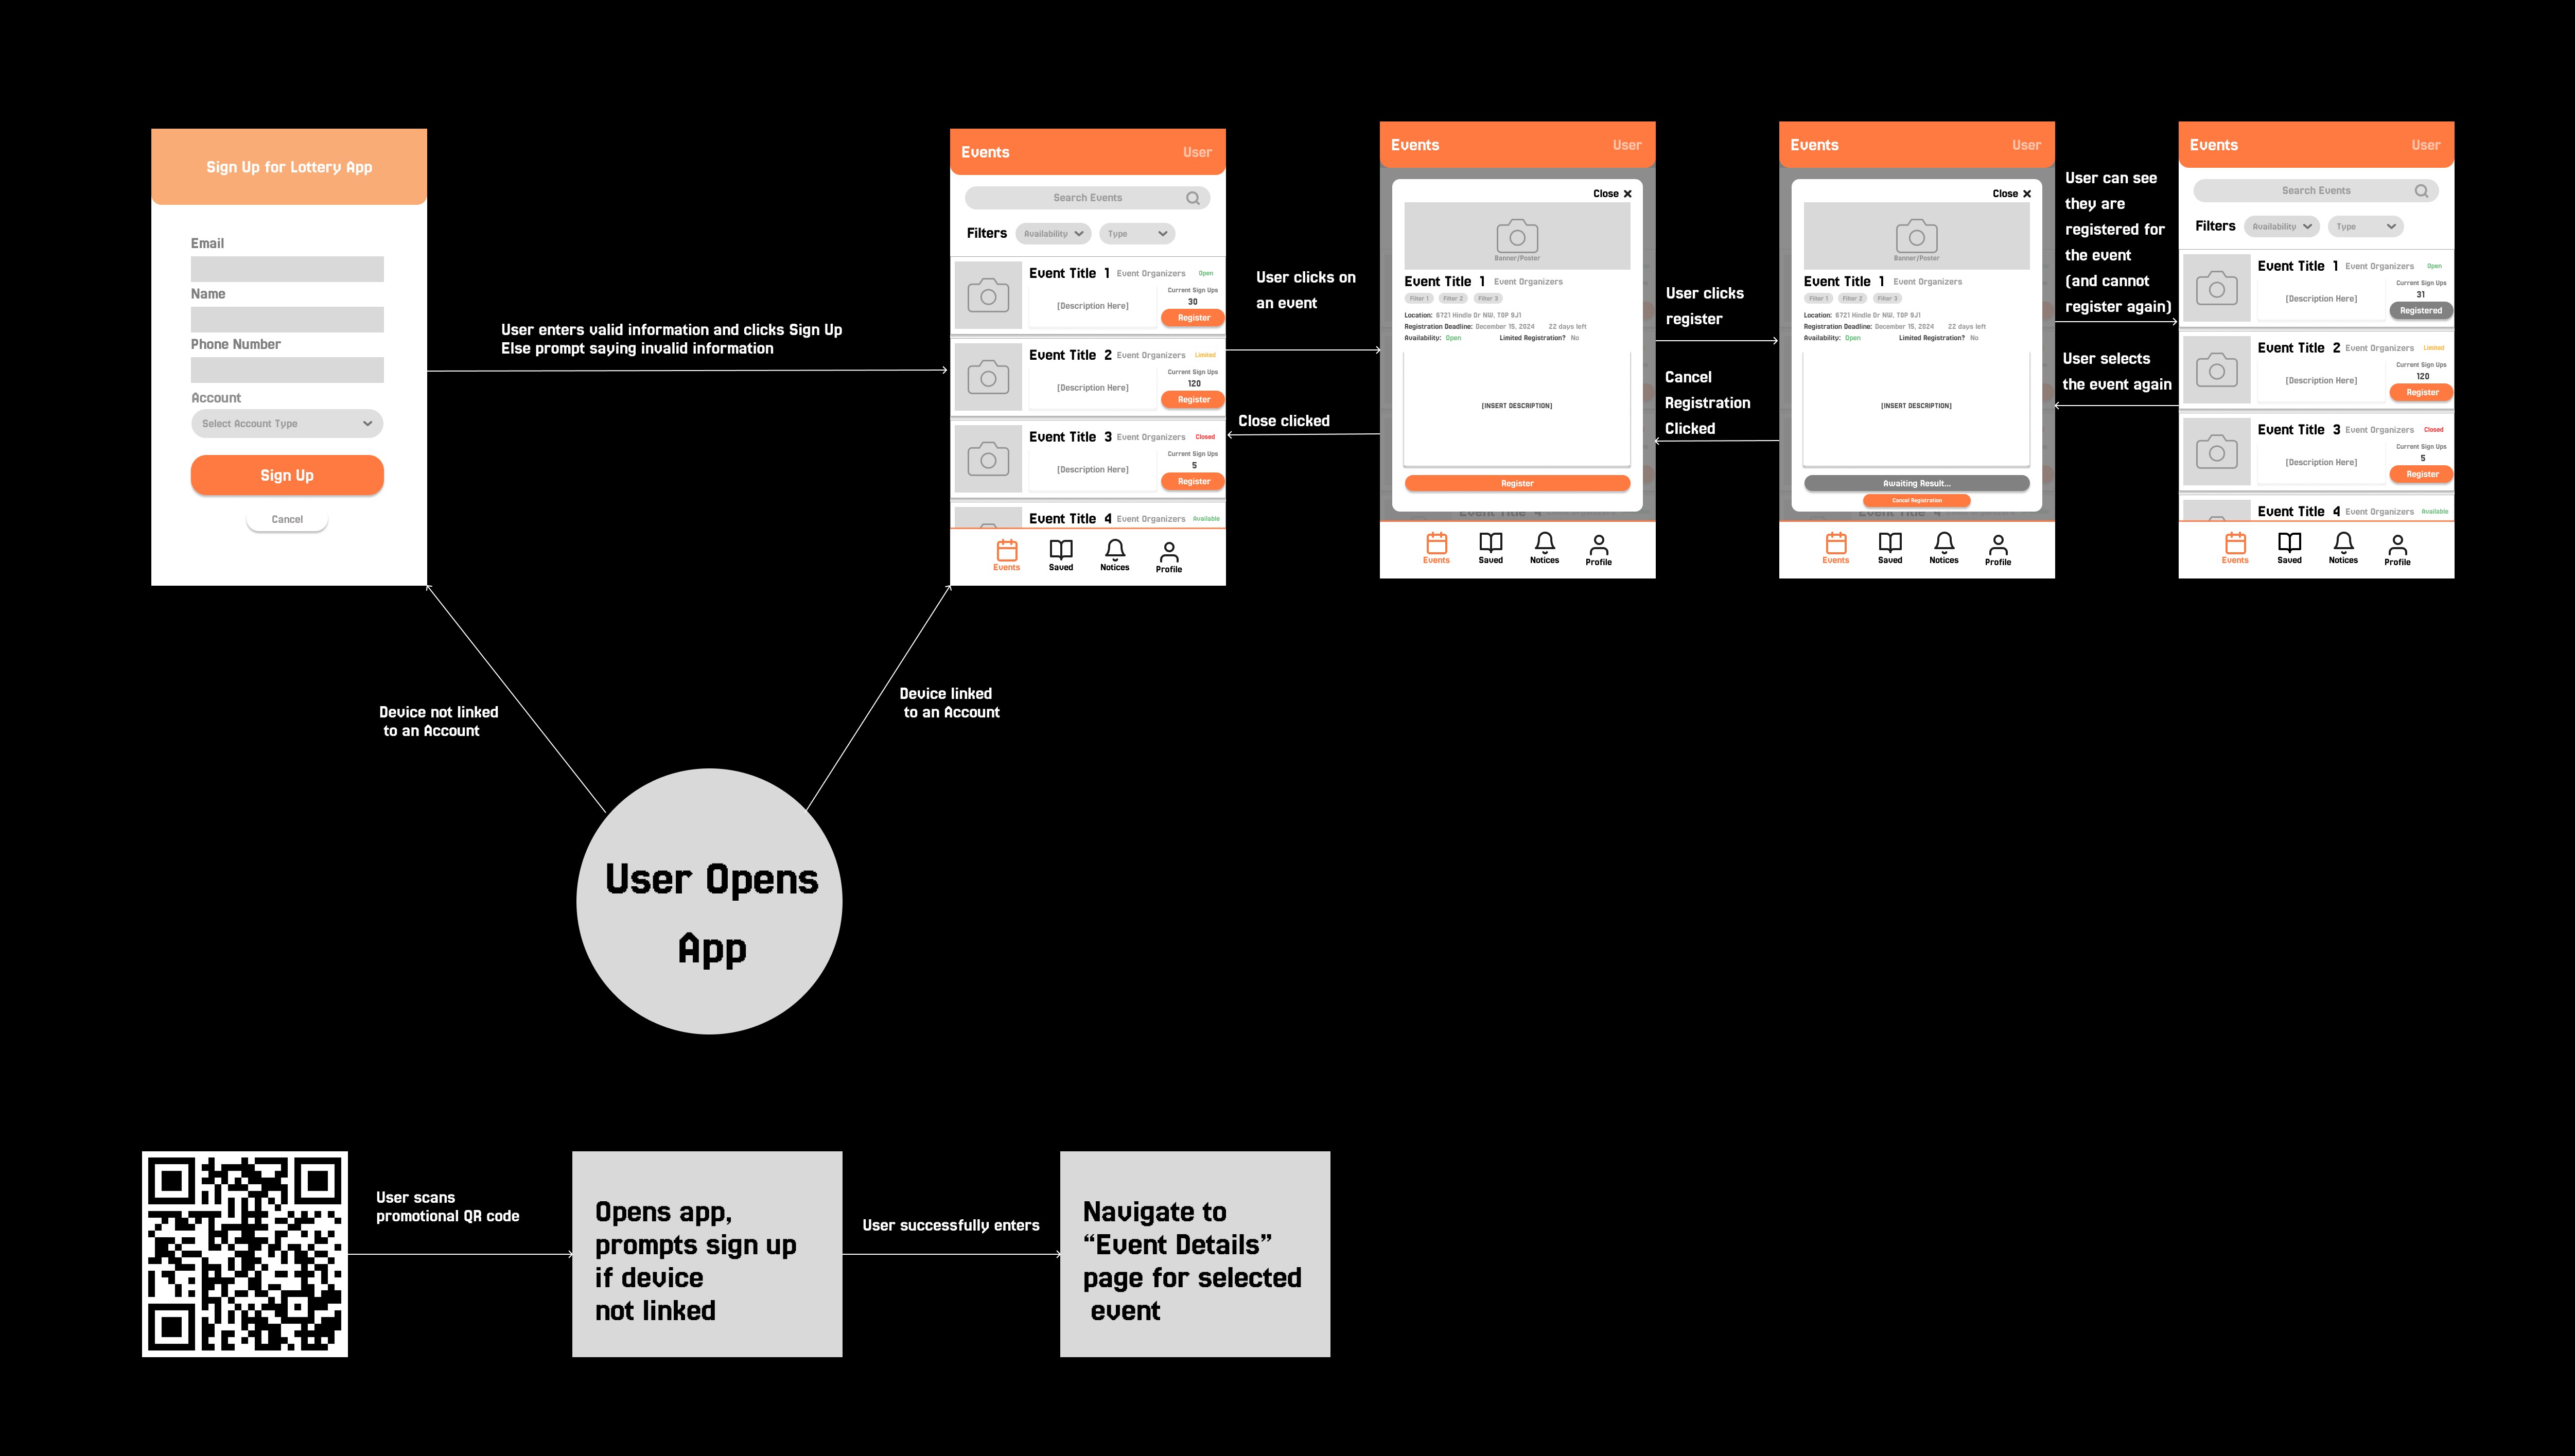 Sign Up for Lottery App
Email
Name
Phone Number
Account
Select Account Type
Sign Up
Cancel
User enters valid information and clicks Sign Up
Else prompt saying invalid information
Events User
Search Events
Filters Availability Type
Event Title 1 Event Organizers Open
Current Sign Ups
[Description Here] 30
Register
Event Title 2 Event Organizers Limited
Current Sign Ups
[Description Here] 120
Register
Event Title 3 Event Organizers Closed
Current Sign Ups
[Description Here] 5
Register
Event Title 4 Event Organizers Available
Events Saved Notices Profile
User clicks on
an event
Close clicked
Events User
Close
Banner/Poster
Event Title 1 Event Organizers
Filter 1 Filter 2 Filter 3
Location: 6721 Hindle Dr NW, T0P 9J1
Registration Deadline: December 15, 2024 22 days left
Availability: Open Limited Registration? No
[INSERT DESCRIPTION]
Register
Events Saved Notices Profile
User clicks
register
Cancel
Registration
Clicked
Events User
Close
Banner/Poster
Event Title 1 Event Organizers
Filter 1 Filter 2 Filter 3
Location: 6721 Hindle Dr NW, T0P 9J1
Registration Deadline: December 15, 2024 22 days left
Availability: Open Limited Registration? No
[INSERT DESCRIPTION]
Awaiting Result...
Cancel Registration
Events Saved Notices Profile
User can see
they are
registered for
the event
(and cannot
register again)
User selects
the event again
Events User
Search Events
Filters Availability Type
Event Title 1 Event Organizers Open
Current Sign Ups
[Description Here] 31
Registered
Event Title 2 Event Organizers Limited
Current Sign Ups
[Description Here] 120
Register
Event Title 3 Event Organizers Closed
Current Sign Ups
[Description Here] 5
Register
Event Title 4 Event Organizers Available
Events Saved Notices Profile
Device not linked
to an Account
Device linked
to an Account
User Opens
App
User scans
promotional QR code
Opens app,
prompts sign up
if device
not linked
User successfully enters
Navigate to
“Event Details”
page for selected
event